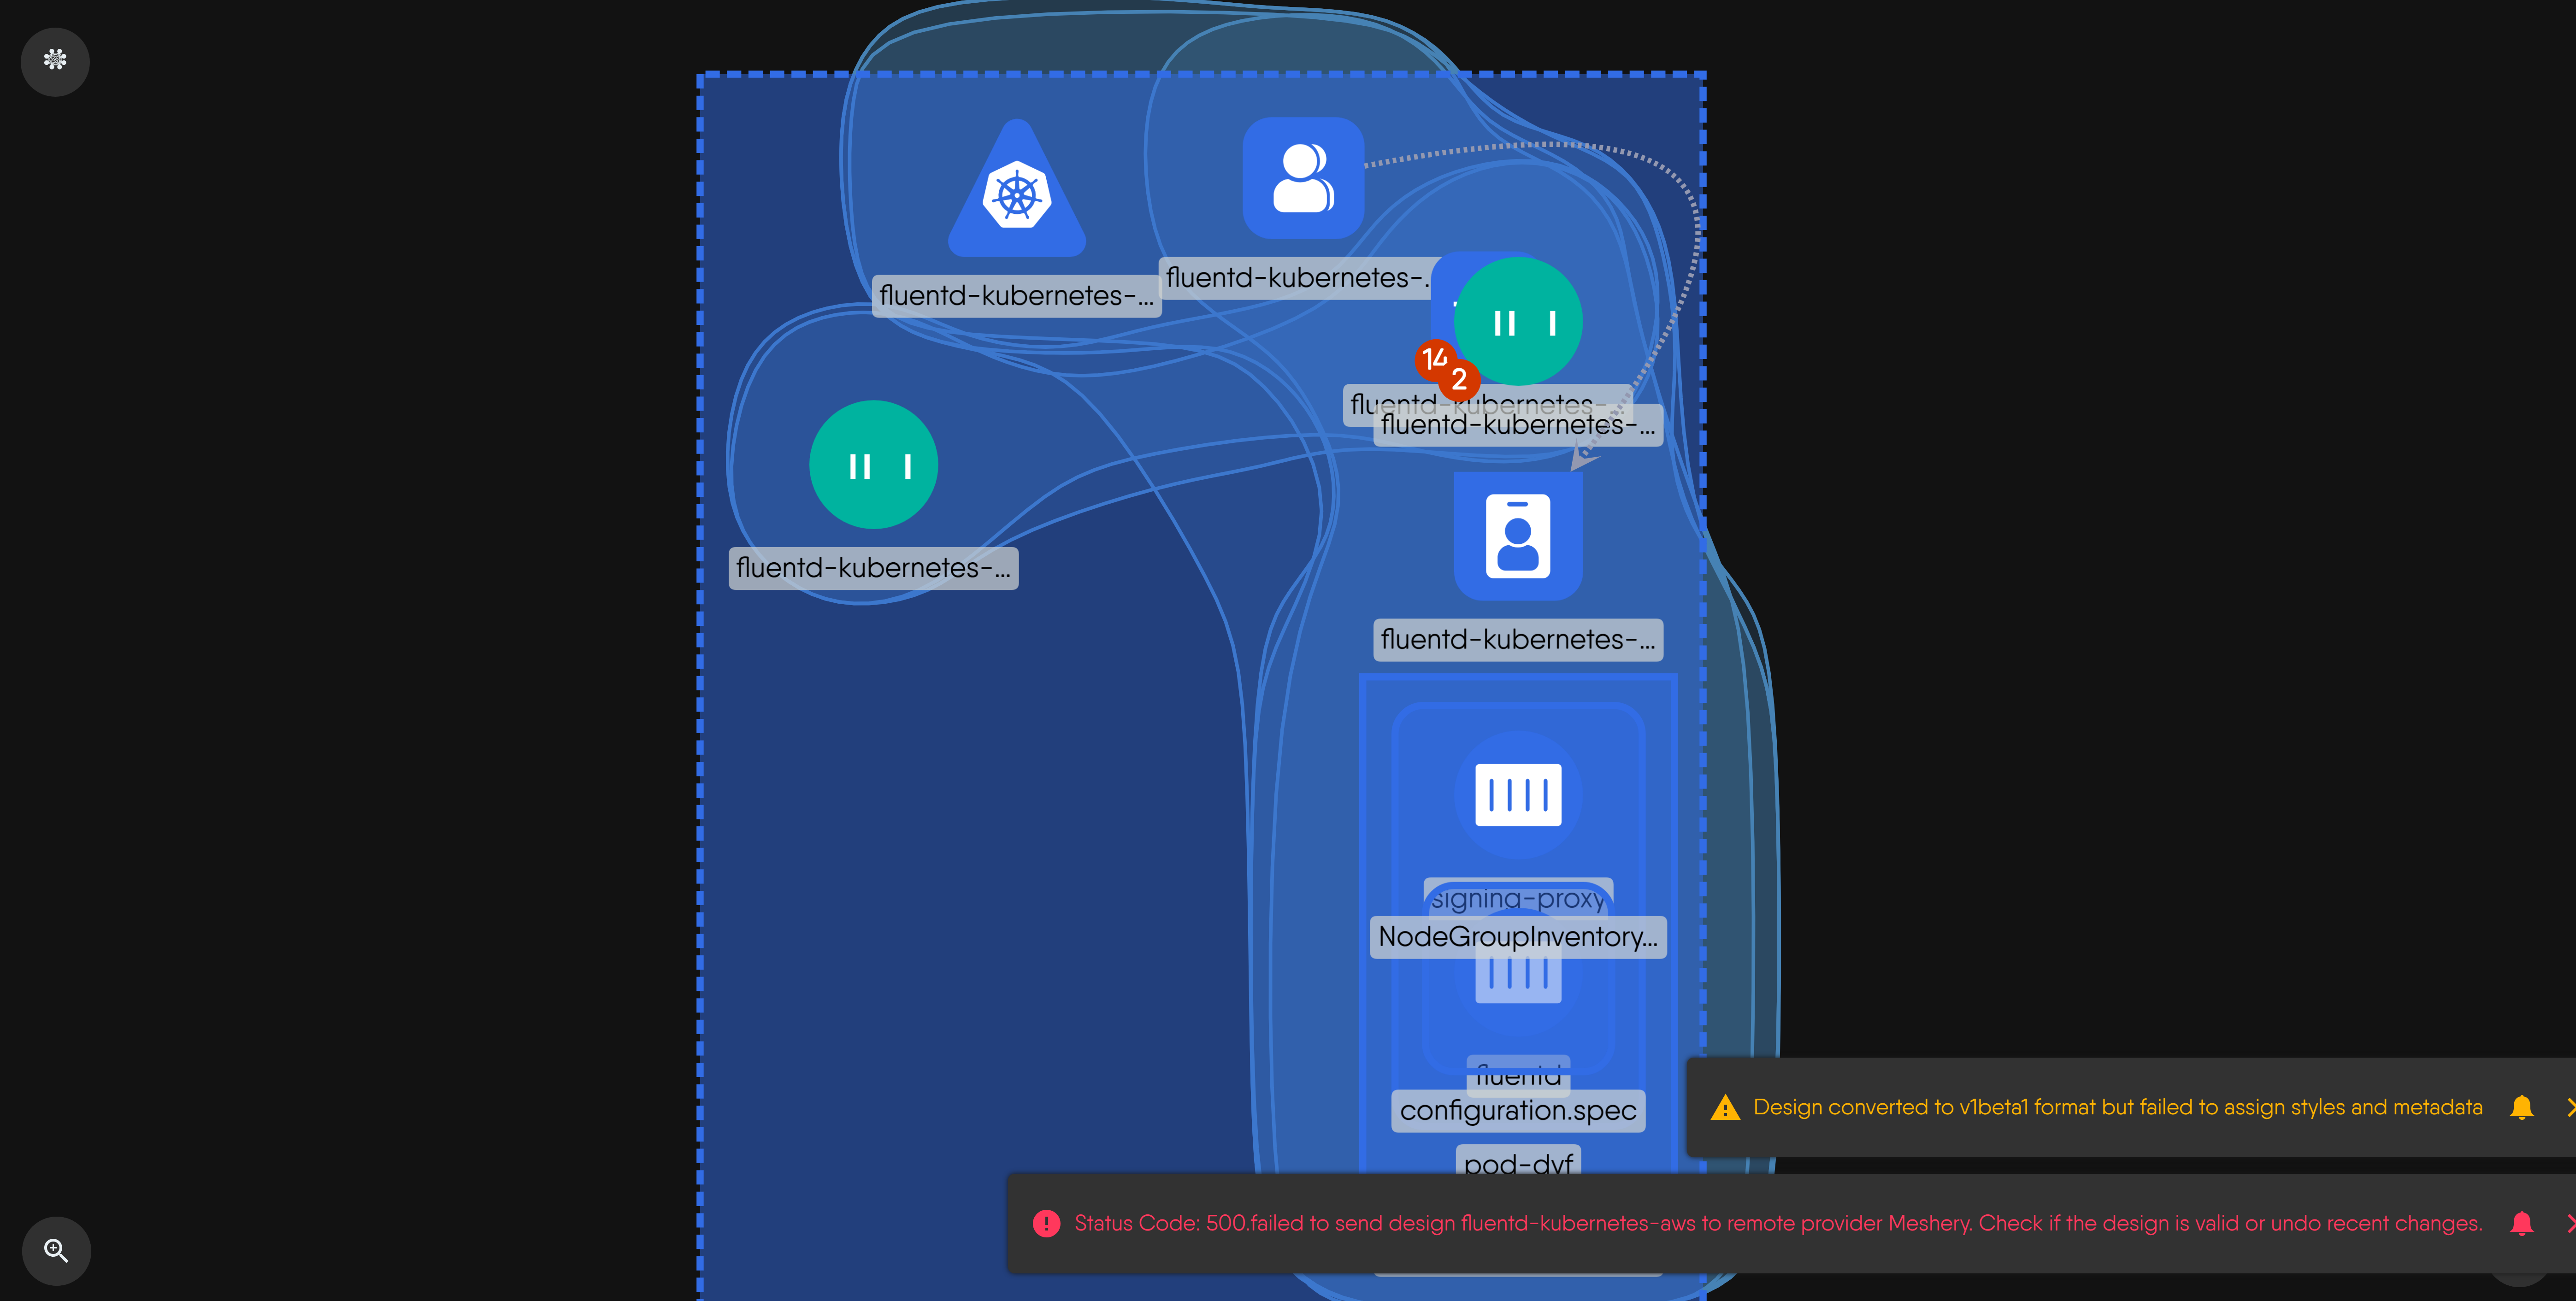 fluentd-kubernetes-...
fluentd-kubernetes-.
14
2
fluentd-kubernetes-
fluentd-kubernetes-...
fluentd-kubernetes-...
fluentd-kubernetes-...
signing-proxy
NodeGroupInventory...
fluentd
configuration.spec
Design converted to v1beta1 format but failed to assign styles and metadata
pod-dvf
Status Code: 500.failed to send design fluentd-kubernetes-aws to remote provider Meshery. Check if the design is valid or undo recent changes.